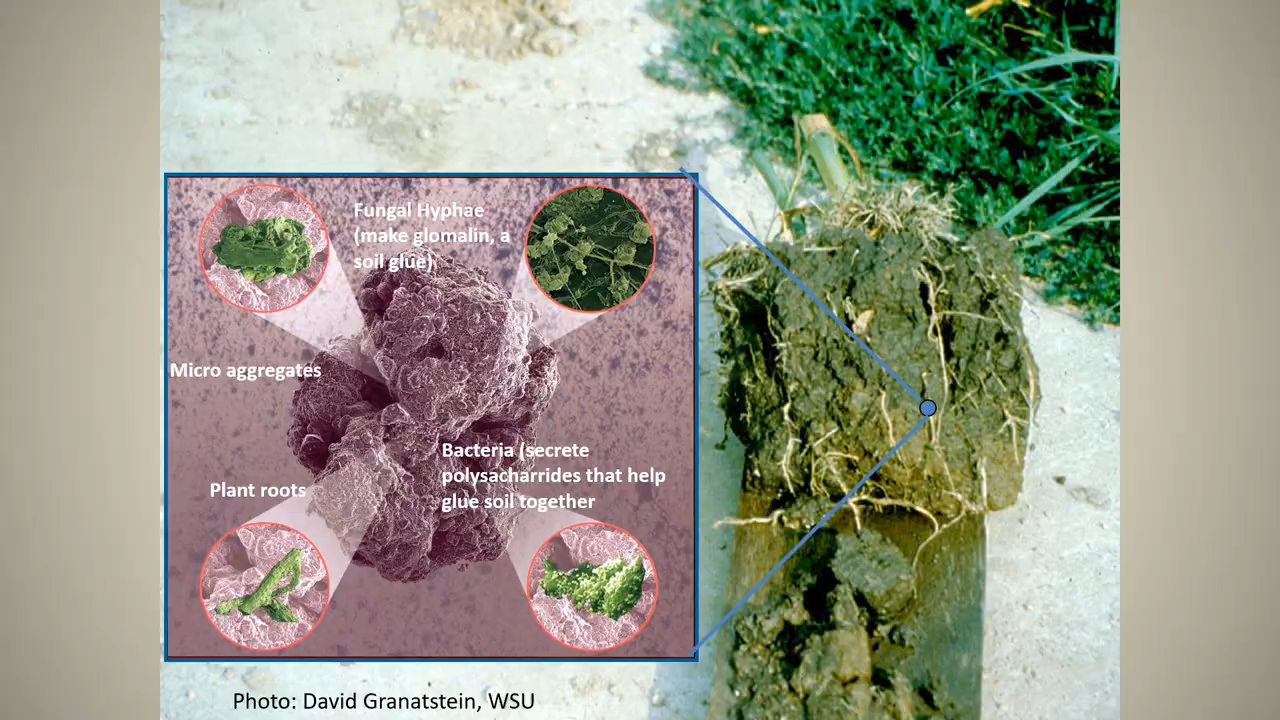 Fungal Hyphae
(make glomalin, a
soil glue)
Micro aggregates
Bacteria (secrete
polysacharrides that help
glue soil together
Plant roots
Photo: David Granatstein, WSU